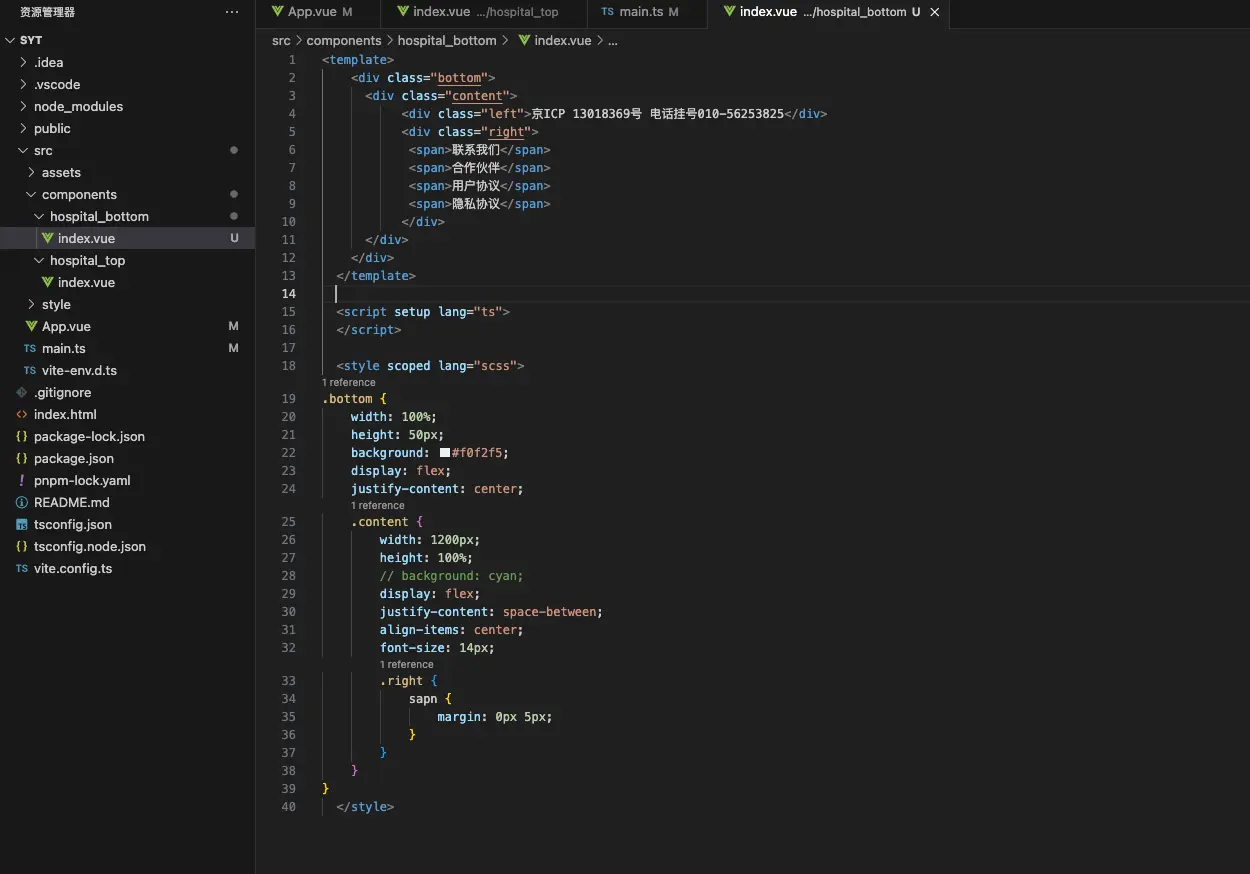 资源管理器
SYT
.idea
.vscode
node_modules
public
src
assets
components
hospital_bottom
index.vue U
hospital_top
index.vue
style
App.vue M
main.ts M
vite-env.d.ts
.gitignore
index.html
package-lock.json
package.json
pnpm-lock.yaml
README.md
tsconfig.json
tsconfig.node.json
vite.config.ts
App.vue M
index.vue .../hospital_top
TS main.ts M
index.vue .../hospital_bottom U
src > components > hospital_bottom > index.vue > ...
1 <template>
2 <div class="bottom">
3 <div class="content">
4 <div class="left">京ICP 13018369号 电话挂号010-56253825</div>
5 <div class="right">
6 <span>联系我们</span>
7 <span>合作伙伴</span>
8 <span>用户协议</span>
9 <span>隐私协议</span>
10 </div>
11 </div>
12 </div>
13 </template>
14
15 <script setup lang="ts">
16 </script>
17
18 <style scoped lang="scss">
1 reference
19 .bottom {
20 width: 100%;
21 height: 50px;
22 background: #f0f2f5;
23 display: flex;
24 justify-content: center;
1 reference
25 .content {
26 width: 1200px;
27 height: 100%;
28 // background: cyan;
29 display: flex;
30 justify-content: space-between;
31 align-items: center;
32 font-size: 14px;
1 reference
33 .right {
34 sapn {
35 margin: 0px 5px;
36 }
37 }
38 }
39 }
40 </style>